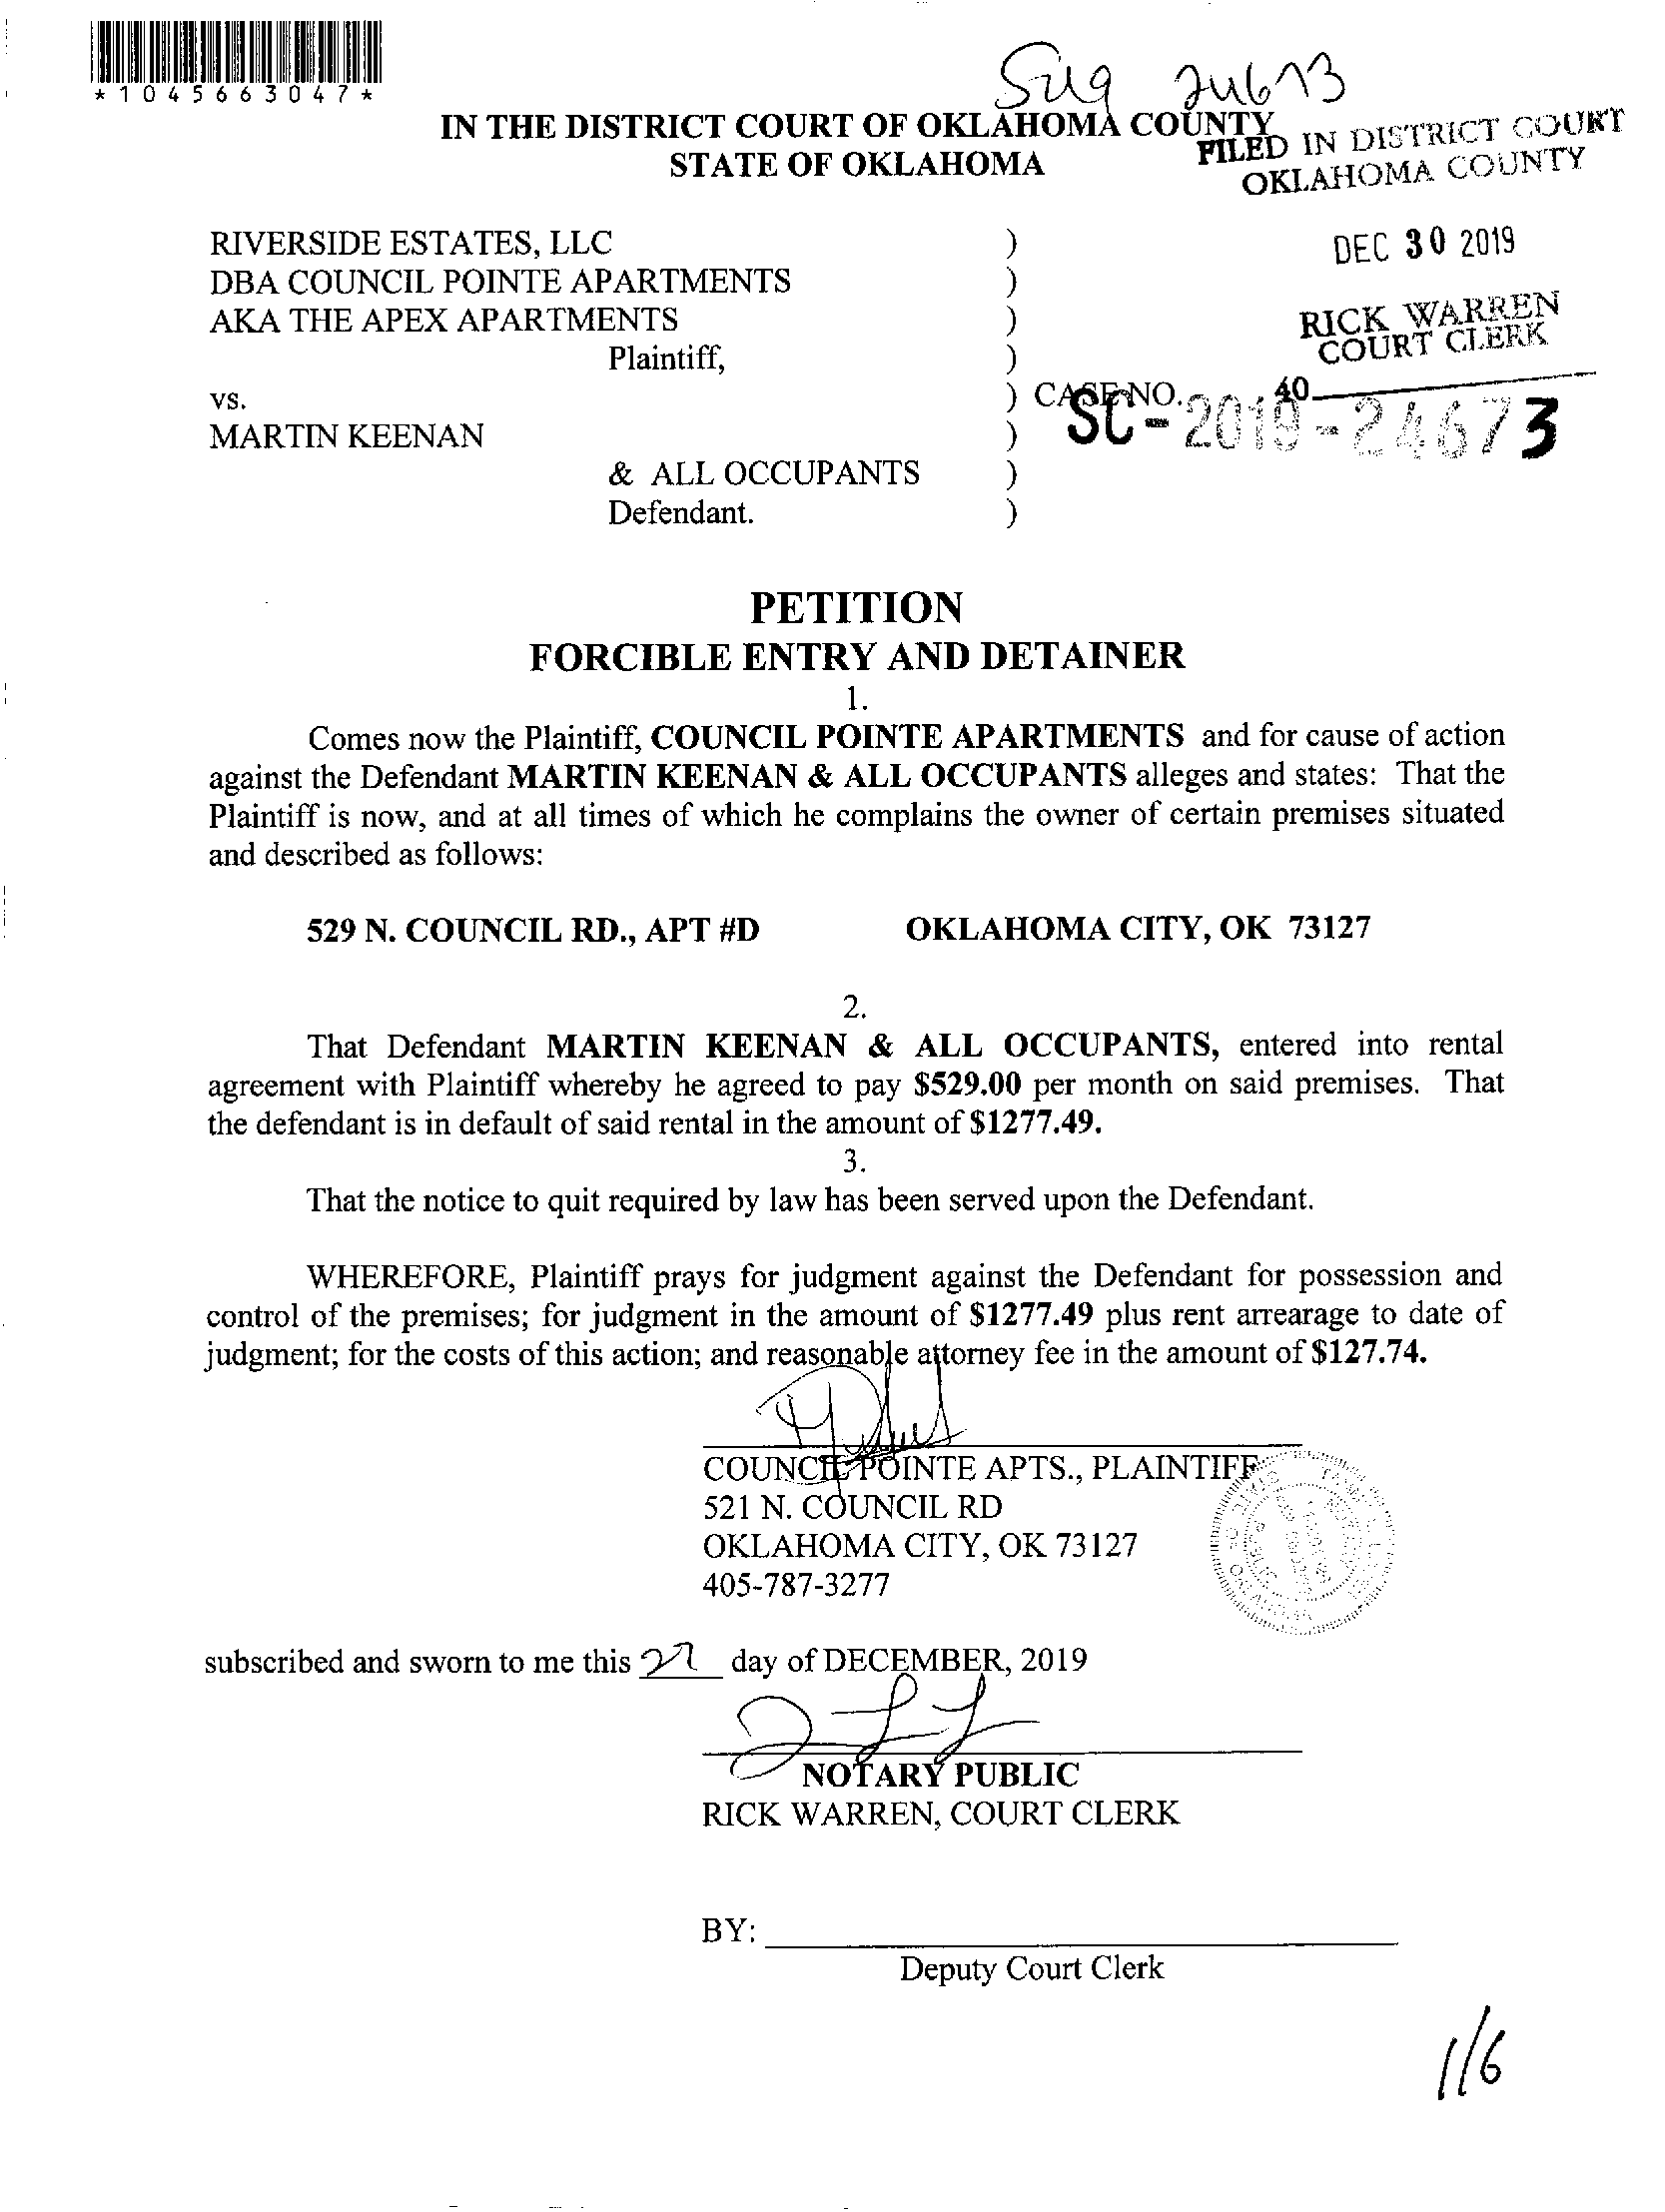 *1045663047*
24673
IN THE DISTRICT COURT OF OKLAHOMA COUNTY
STATE OF OKLAHOMA
FILED IN DISTRICT COURT
OKLAHOMA COUNTY
DEC 30 2019
RICK WARREN
COURT CLERK
40
RIVERSIDE ESTATES, LLC )
DBA COUNCIL POINTE APARTMENTS )
AKA THE APEX APARTMENTS )
Plaintiff, )
vs. ) CASE NO. SC-2019-24673
MARTIN KEENAN )
& ALL OCCUPANTS )
Defendant. )
PETITION
FORCIBLE ENTRY AND DETAINER
1.
Comes now the Plaintiff, COUNCIL POINTE APARTMENTS and for cause of action
against the Defendant MARTIN KEENAN & ALL OCCUPANTS alleges and states: That the
Plaintiff is now, and at all times of which he complains the owner of certain premises situated
and described as follows:
529 N. COUNCIL RD., APT #D OKLAHOMA CITY, OK 73127
2.
That Defendant MARTIN KEENAN & ALL OCCUPANTS, entered into rental
agreement with Plaintiff whereby he agreed to pay $529.00 per month on said premises. That
the defendant is in default of said rental in the amount of $1277.49.
3.
That the notice to quit required by law has been served upon the Defendant.
WHEREFORE, Plaintiff prays for judgment against the Defendant for possession and
control of the premises; for judgment in the amount of $1277.49 plus rent arrearage to date of
judgment; for the costs of this action; and reasonable attorney fee in the amount of $127.74.
COUNCIL POINTE APTS., PLAINTIFF
521 N. COUNCIL RD
OKLAHOMA CITY, OK 73127
405-787-3277
subscribed and sworn to me this 27 day of DECEMBER, 2019
NOTARY PUBLIC
RICK WARREN, COURT CLERK
BY:
Deputy Court Clerk
1/6